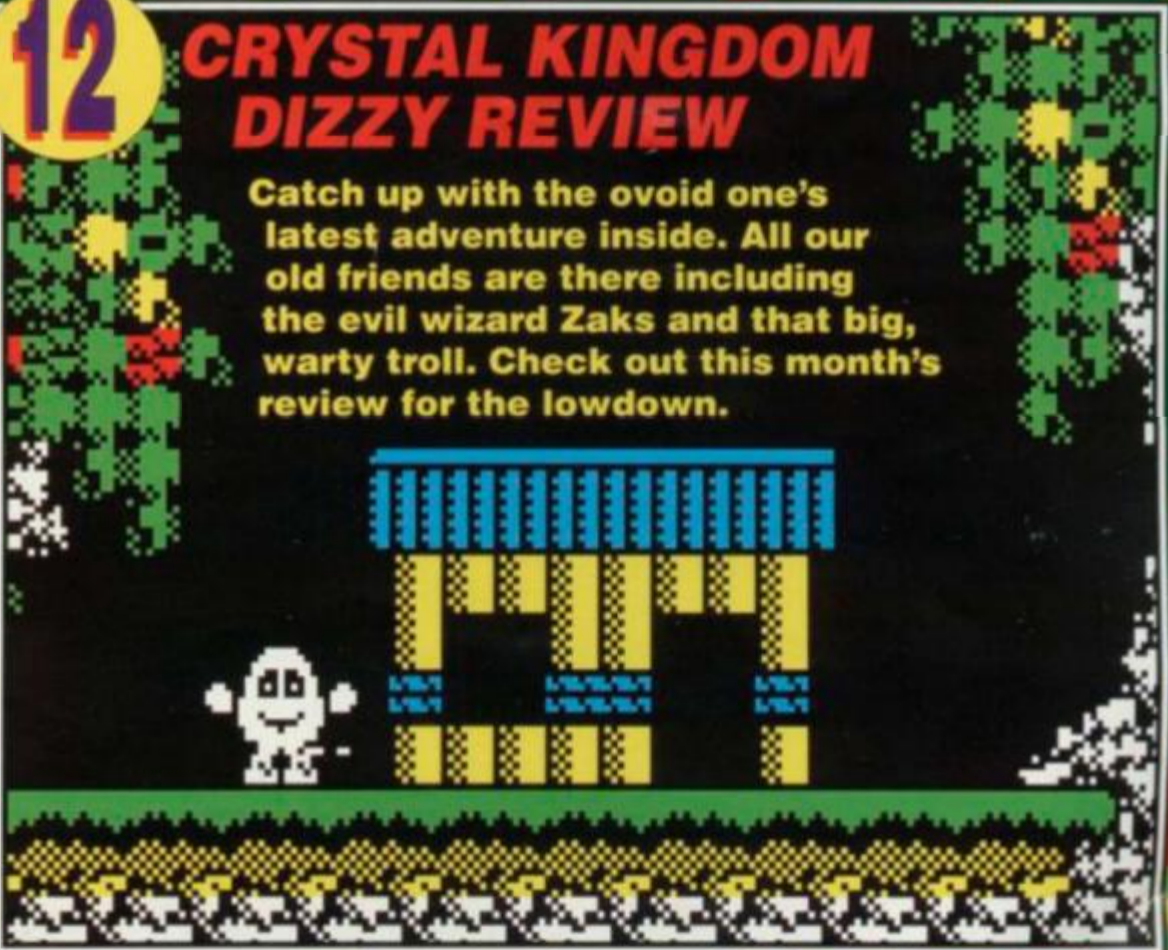 12
CRYSTAL KINGDOM
DIZZY REVIEW
Catch up with the ovoid one's
latest adventure inside. All our
old friends are there including
the evil wizard Zaks and that big,
warty troll. Check out this month's
review for the lowdown.